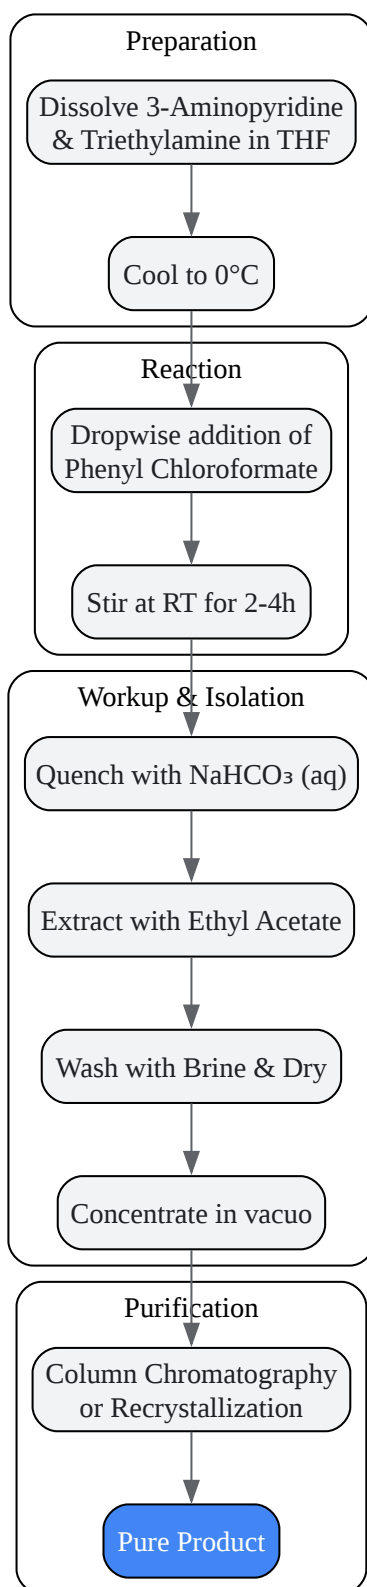 Preparation
Dissolve 3-Aminopyridine
& Triethylamine in THF
Cool to 0°C
Reaction
Dropwise addition of
Phenyl Chloroformate
Stir at RT for 2-4h
Workup & Isolation
Quench with NaHCO₃ (aq)
Extract with Ethyl Acetate
Wash with Brine & Dry
Concentrate in vacuo
Purification
Column Chromatography
or Recrystallization
Pure Product